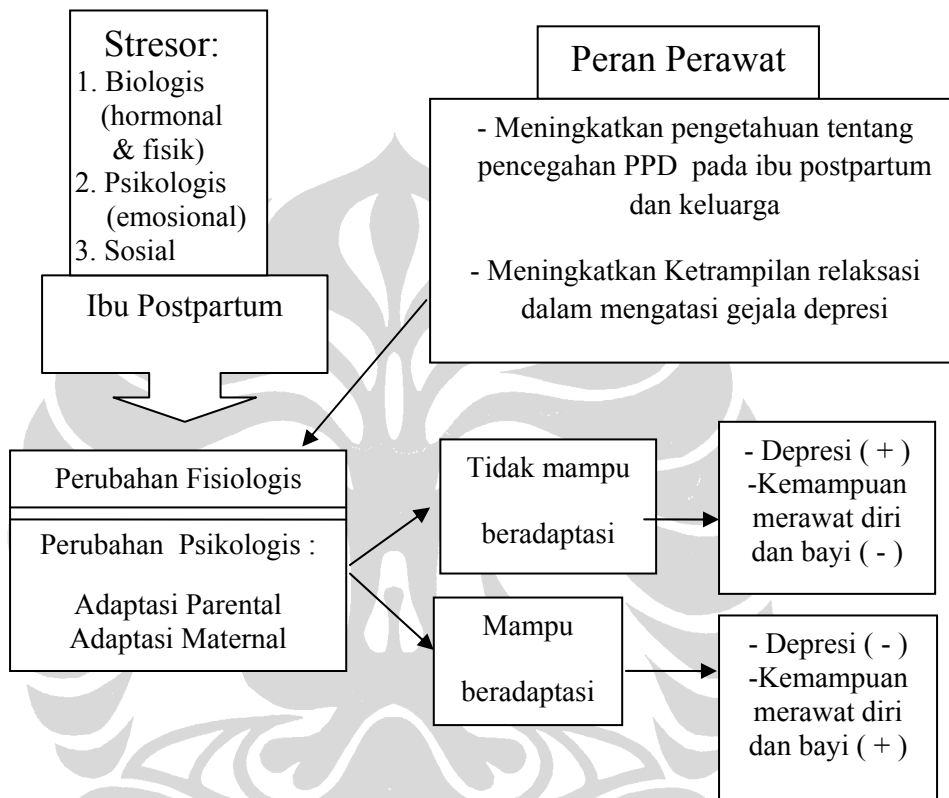 Stresor:
1. Biologis
(hormonal
& fisik)
2. Psikologis
(emosional)
3. Sosial
Ibu Postpartum
Peran Perawat
- Meningkatkan pengetahuan tentang
pencegahan PPD pada ibu postpartum
dan keluarga
- Meningkatkan Ketrampilan relaksasi
dalam mengatasi gejala depresi
Perubahan Fisiologis
Perubahan Psikologis :
Adaptasi Parental
Adaptasi Maternal
Tidak mampu
beradaptasi
- Depresi ( + )
-Kemampuan
merawat diri
dan bayi ( - )
Mampu
beradaptasi
- Depresi ( - )
-Kemampuan
merawat diri
dan bayi ( + )